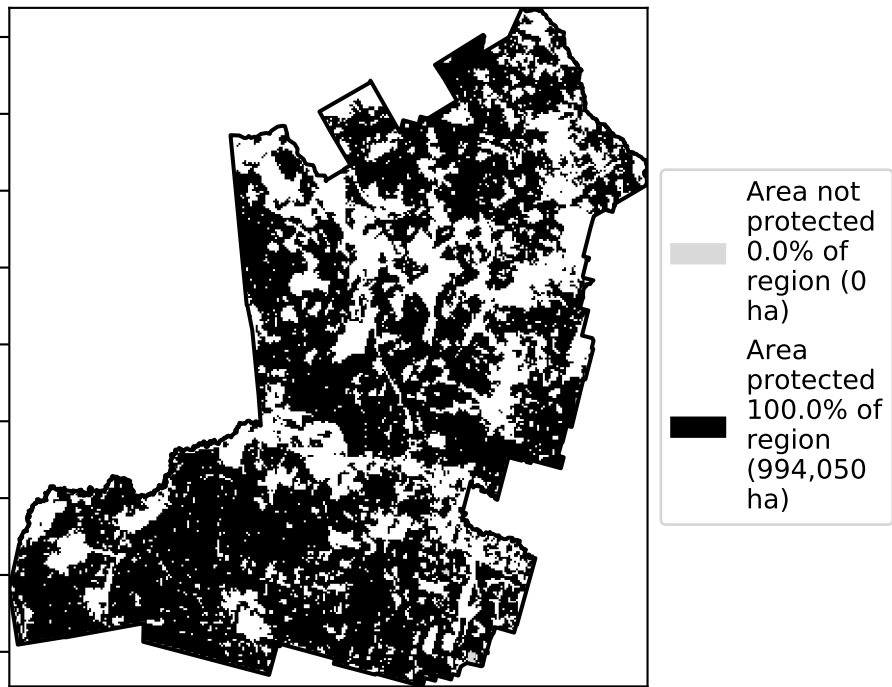 Area not
protected
0.0% of
region (0
ha)
Area
protected
100.0% of
region
(994,050
ha)